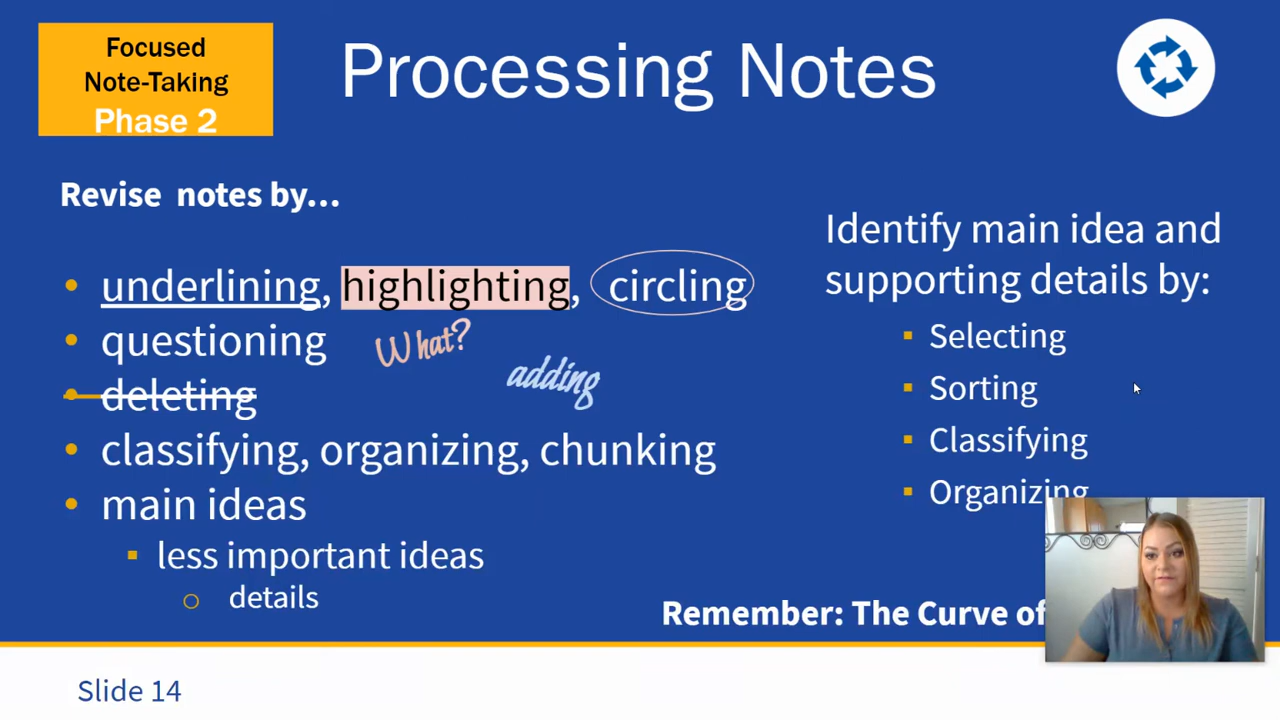 Focused
Note-Taking
Phase 2
Processing Notes
Revise notes by...
• underlining, highlighting, circling
• questioning What?
adding
• deleting
• classifying, organizing, chunking
• main ideas
▪ less important ideas
o details
Identify main idea and
supporting details by:
▪ Selecting
▪ Sorting
▪ Classifying
▪ Organizing
Remember: The Curve of
Slide 14